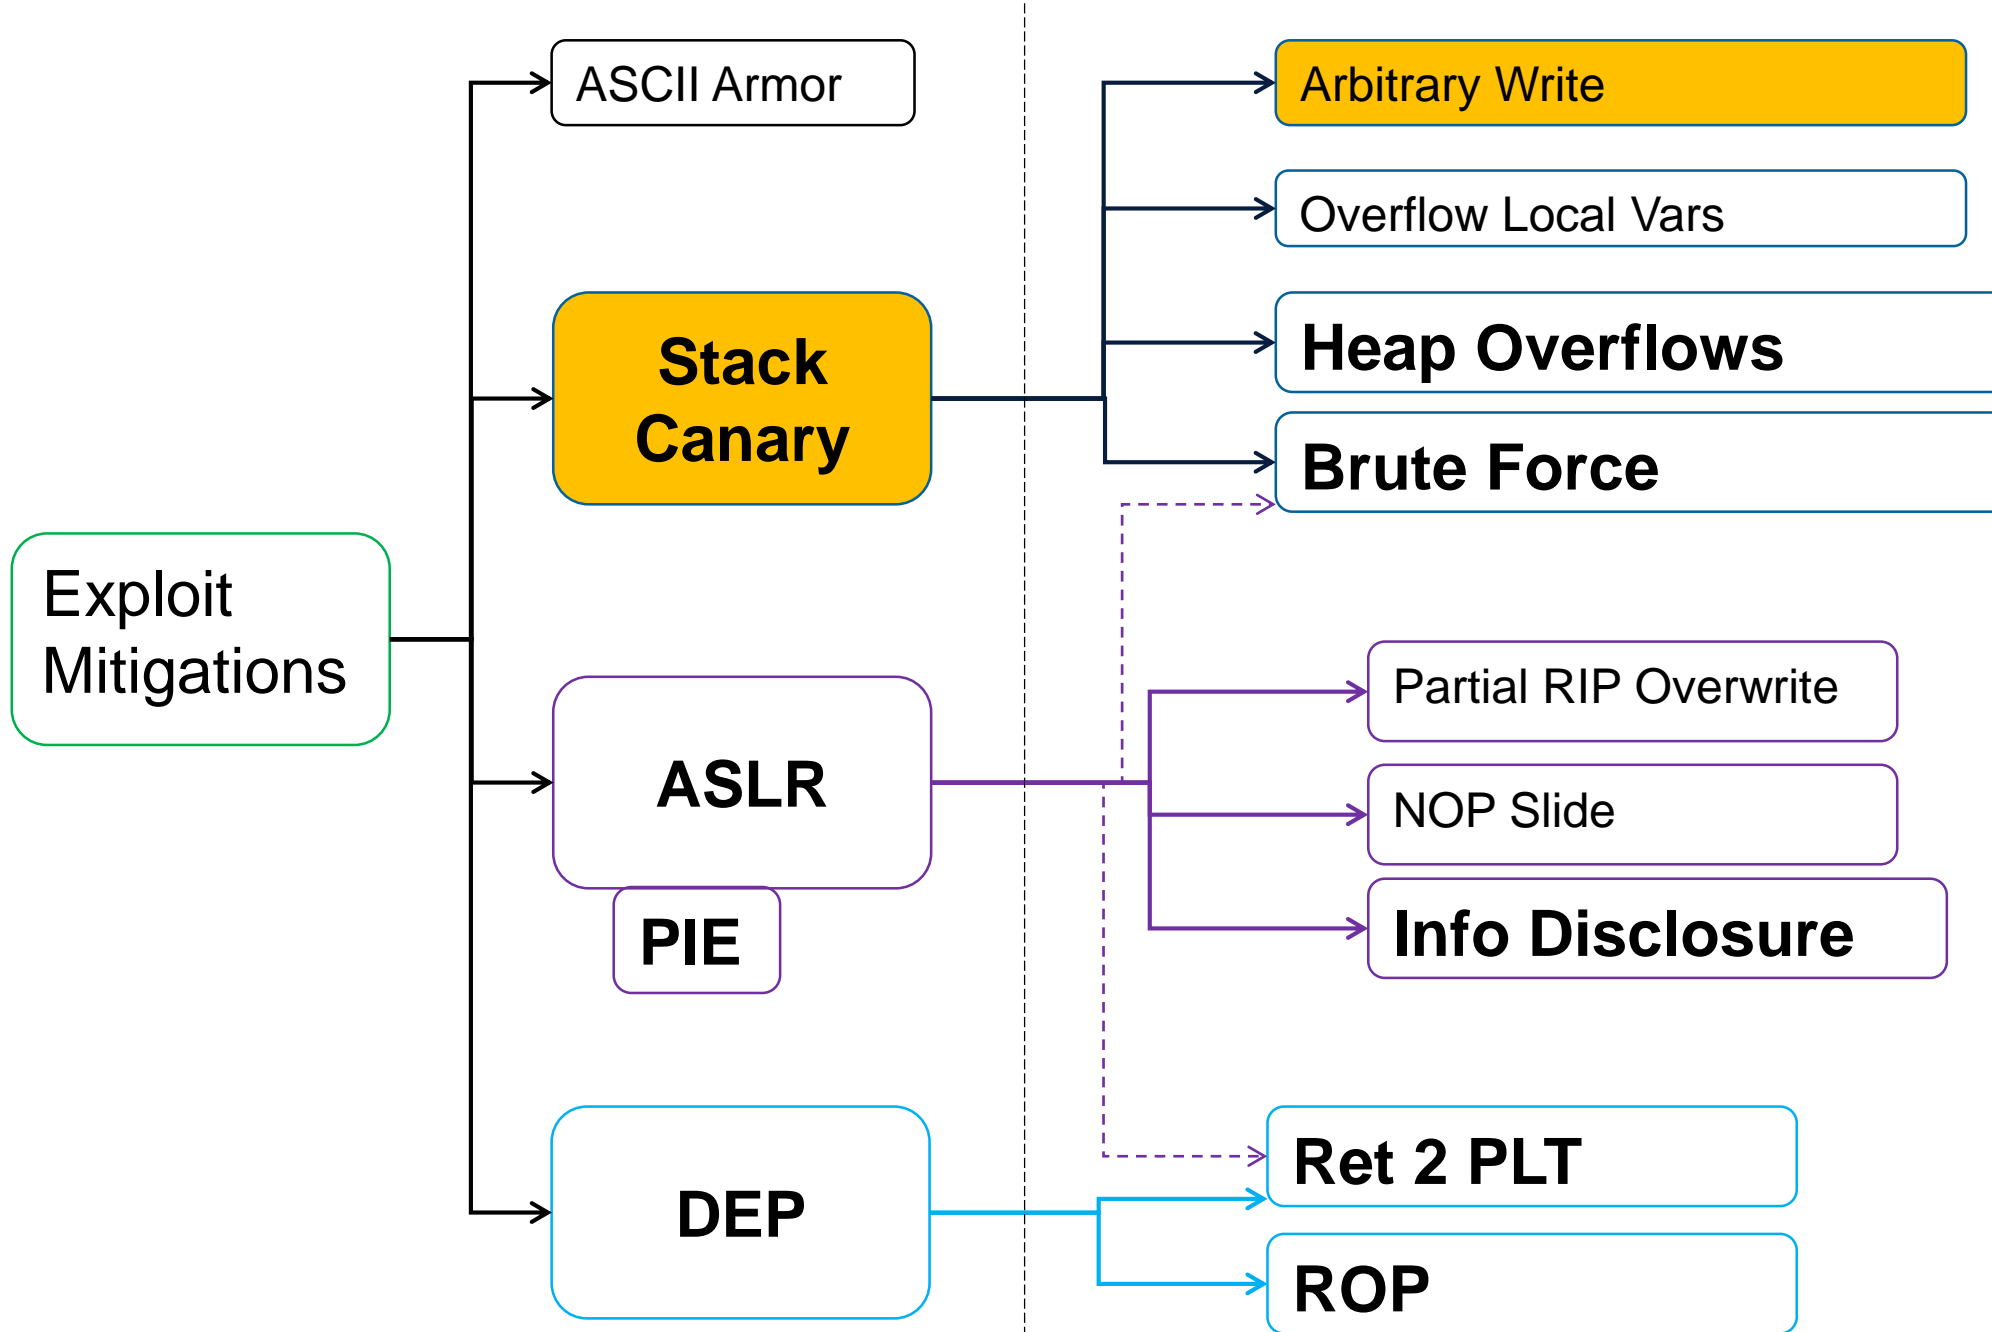 ASCII Armor
Arbitrary Write
Overflow Local Vars
Stack
Canary
Heap Overflows
Brute Force
Exploit
Mitigations
Partial RIP Overwrite
ASLR
NOP Slide
PIE
Info Disclosure
Ret 2 PLT
DEP
ROP